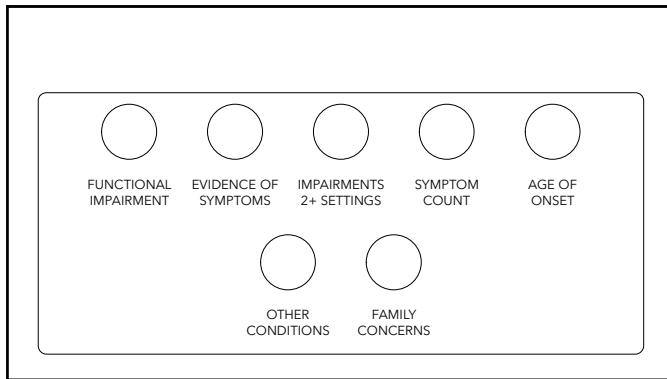 FUNCTIONAL
IMPAIRMENT
EVIDENCE OF
SYMPTOMS
IMPAIRMENTS
2+ SETTINGS
SYMPTOM
COUNT
AGE OF
ONSET
OTHER
CONDITIONS
FAMILY
CONCERNS